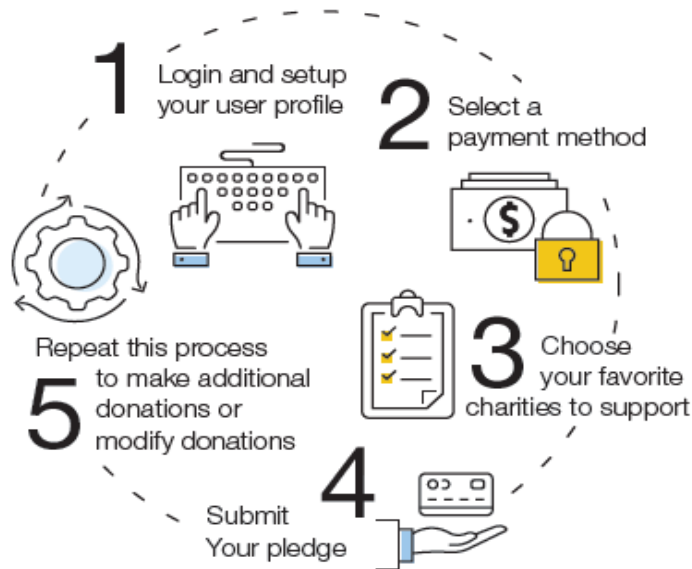 1
Login and setup
your user profile
2
Select a
payment method
$
3
Choose
your favorite
charities to support
4
Submit
Your pledge
5
Repeat this process
to make additional
donations or
modify donations